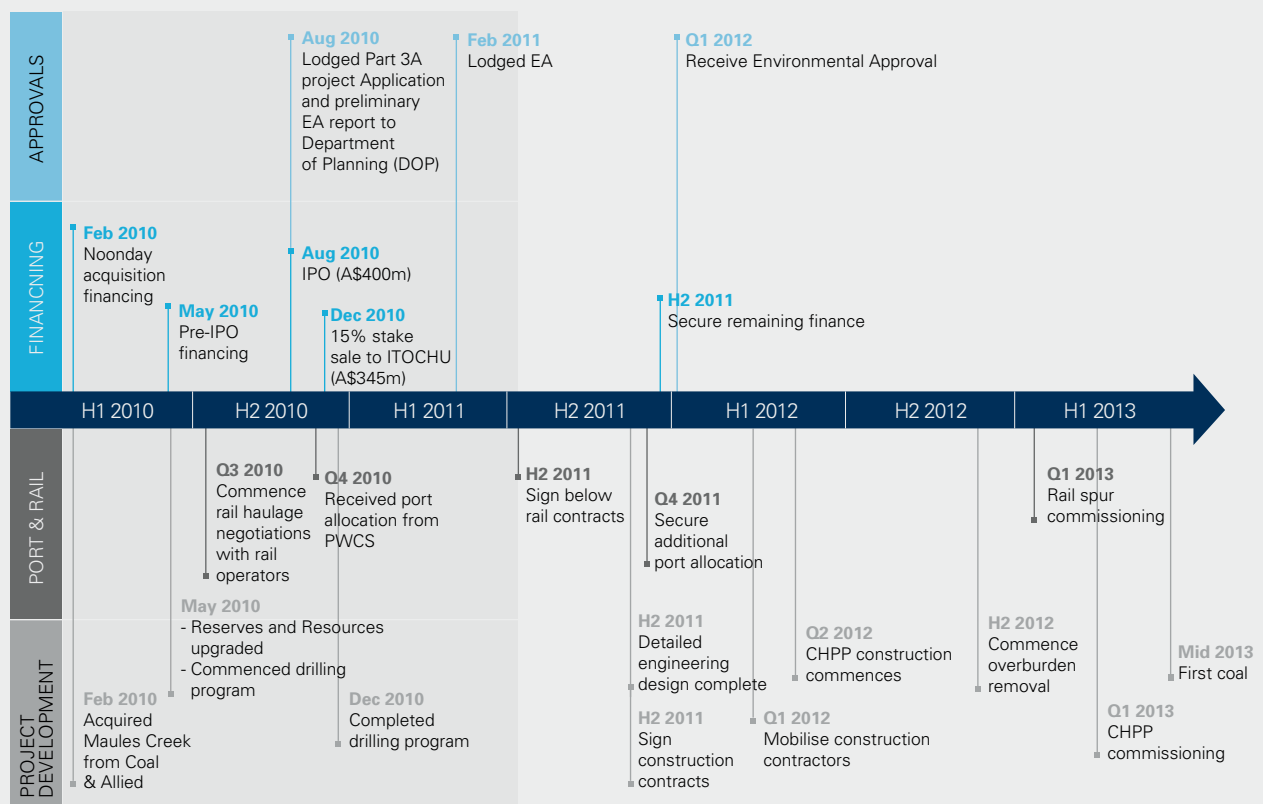 APPROVALS
Aug 2010
Lodged Part 3A
project Application
and preliminary
EA report to
Department
of Planning (DOP)
Feb 2011
Lodged EA
Q1 2012
Receive Environmental Approval
FINANCNING
Feb 2010
Noonday
acquisition
financing
May 2010
Pre-IPO
financing
Aug 2010
IPO (A$400m)
Dec 2010
15% stake
sale to ITOCHU
(A$345m)
H2 2011
Secure remaining finance
H1 2010
H2 2010
H1 2011
H2 2011
H1 2012
H2 2012
H1 2013
PORT & RAIL
Q3 2010
Commence
rail haulage
negotiations
with rail
operators
Q4 2010
Received port
allocation from
PWCS
H2 2011
Sign below
rail contracts
Q4 2011
Secure
additional
port allocation
Q1 2013
Rail spur
commissioning
PROJECT
DEVELOPMENT
Feb 2010
Acquired
Maules Creek
from Coal
& Allied
May 2010
- Reserves and Resources
upgraded
- Commenced drilling
program
Dec 2010
Completed
drilling program
H2 2011
Detailed
engineering
design complete
H2 2011
Sign
construction
contracts
Q1 2012
Mobilise construction
contractors
Q2 2012
CHPP construction
commences
H2 2012
Commence
overburden
removal
Q1 2013
CHPP
commissioning
Mid 2013
First coal